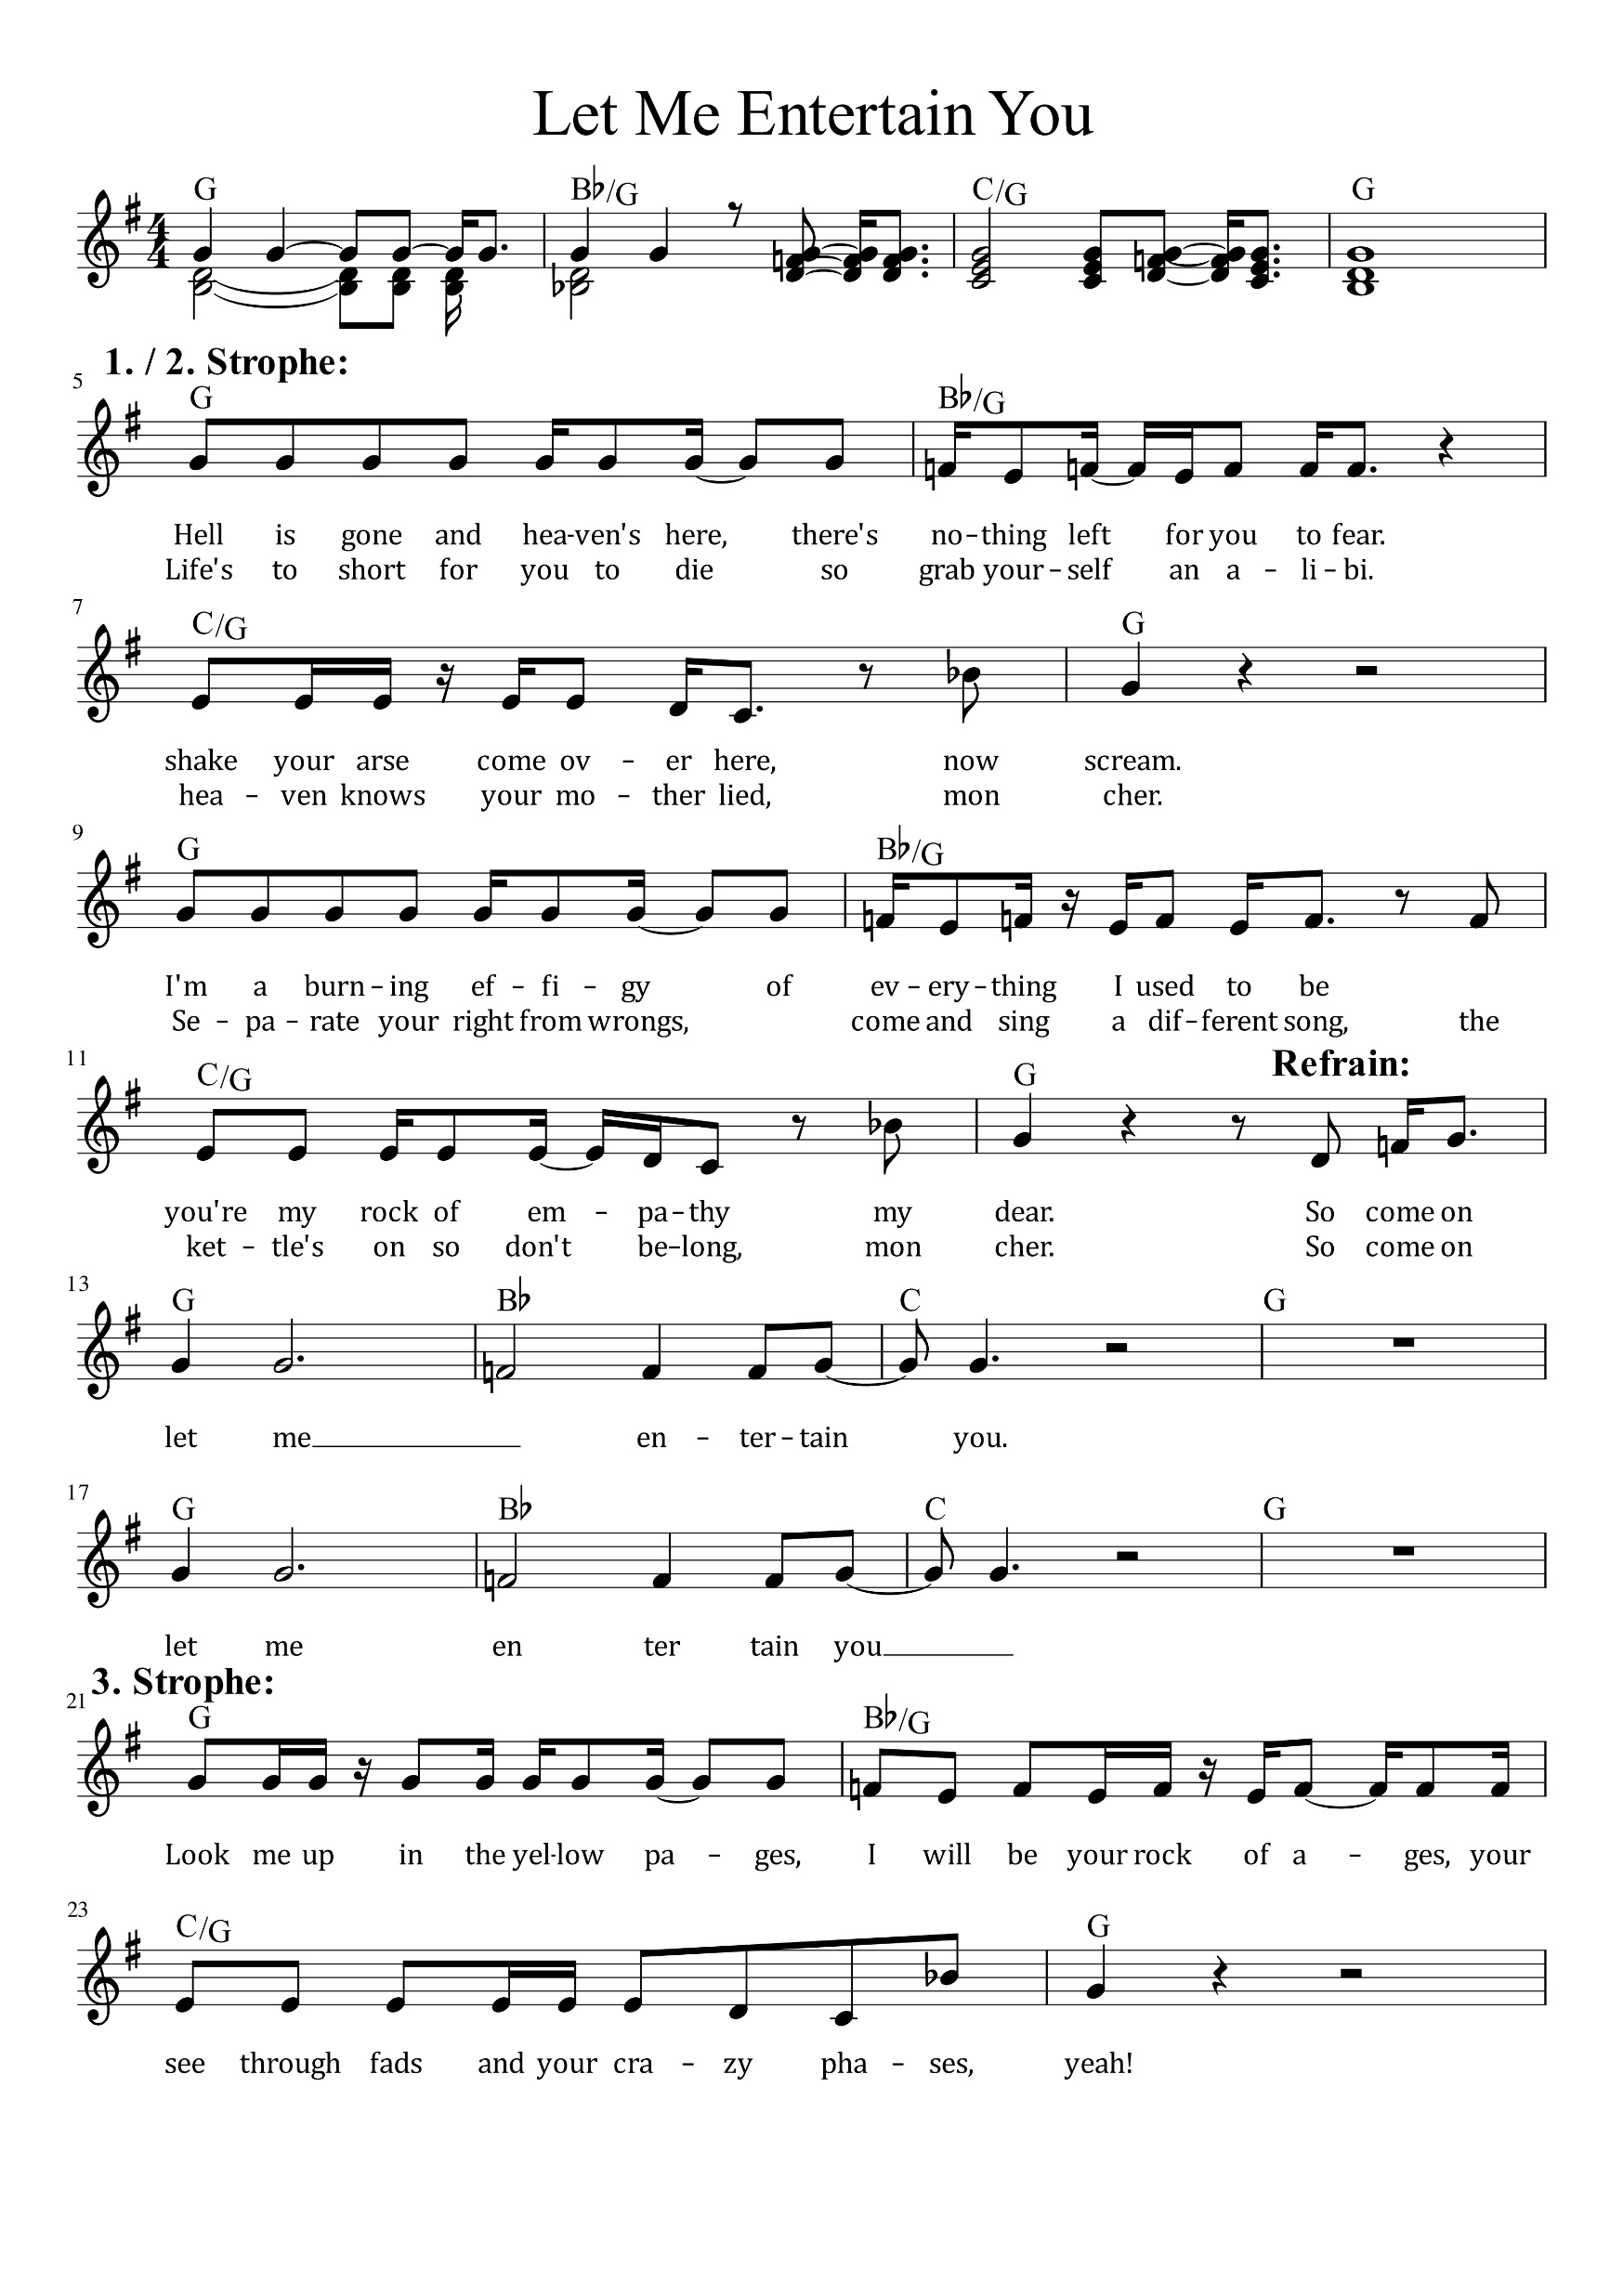 Let Me Entertain You
G B♭/G C/G G
1. / 2. Strophe:
5
G B♭/G
Hell is gone and hea – ven's here, there's no – thing left for you to fear.
Life's to short for you to die so grab your – self an a – li – bi.
7
C/G G
shake your arse come ov – er here, now scream.
hea – ven knows your mo – ther lied, mon cher.
9
G B♭/G
I'm a burn – ing ef – fi – gy of ev – ery – thing I used to be
Se – pa – rate your right from wrongs, come and sing a dif – ferent song, the
Refrain:
11
C/G G
you're my rock of em – pa – thy my dear. So come on
ket – tle's on so don't be – long, mon cher. So come on
13
G B♭ C G
let me en – ter – tain you.
17
G B♭ C G
let me en ter tain you
3. Strophe:
21
G B♭/G
Look me up in the yel – low pa – ges, I will be your rock of a – ges, your
23
C/G G
see through fads and your cra – zy pha – ses, yeah!